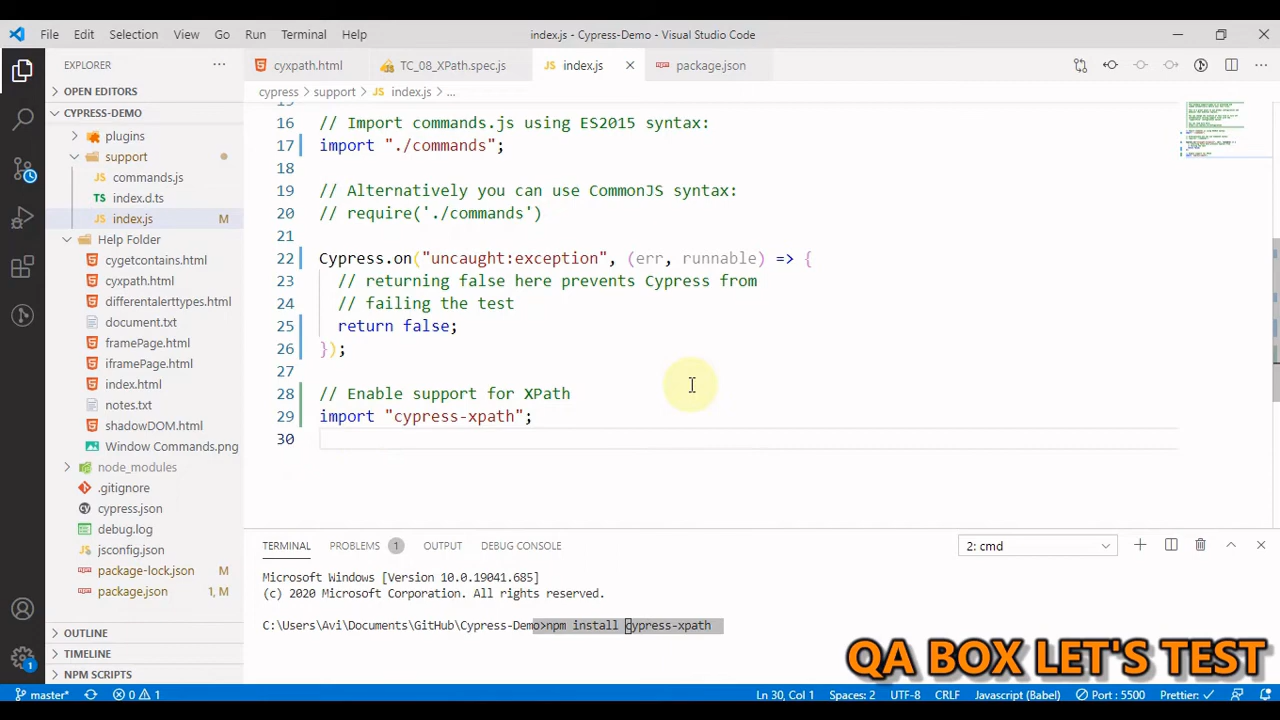 File Edit Selection View Go Run Terminal Help
index.js - Cypress-Demo - Visual Studio Code
EXPLORER
OPEN EDITORS
CYPRESS-DEMO
plugins
support
commands.js
TS index.d.ts
JS index.js M
Help Folder
cygetcontains.html
cyxpath.html
differentalerttypes.html
document.txt
framePage.html
iframePage.html
index.html
notes.txt
shadowDOM.html
Window Commands.png
node_modules
.gitignore
cypress.json
debug.log
jsconfig.json
package-lock.json M
package.json 1, M
OUTLINE
TIMELINE
NPM SCRIPTS
cyxpath.html TC_08_XPath.spec.js JS index.js package.json
cypress > support > JS index.js > ...
16 // Import commands.js using ES2015 syntax:
17 import "./commands";
18
19 // Alternatively you can use CommonJS syntax:
20 // require('./commands')
21
22 Cypress.on("uncaught:exception", (err, runnable) => {
23 // returning false here prevents Cypress from
24 // failing the test
25 return false;
26 });
27
28 // Enable support for XPath
29 import "cypress-xpath";
30
TERMINAL PROBLEMS 1 OUTPUT DEBUG CONSOLE 2: cmd
Microsoft Windows [Version 10.0.19041.685]
(c) 2020 Microsoft Corporation. All rights reserved.
C:\Users\Avi\Documents\GitHub\Cypress-Demo>npm install cypress-xpath
QA BOX LET'S TEST
master* 0 1 Ln 30, Col 1 Spaces: 2 UTF-8 CRLF Javascript (Babel) Port : 5500 Prettier: ✓